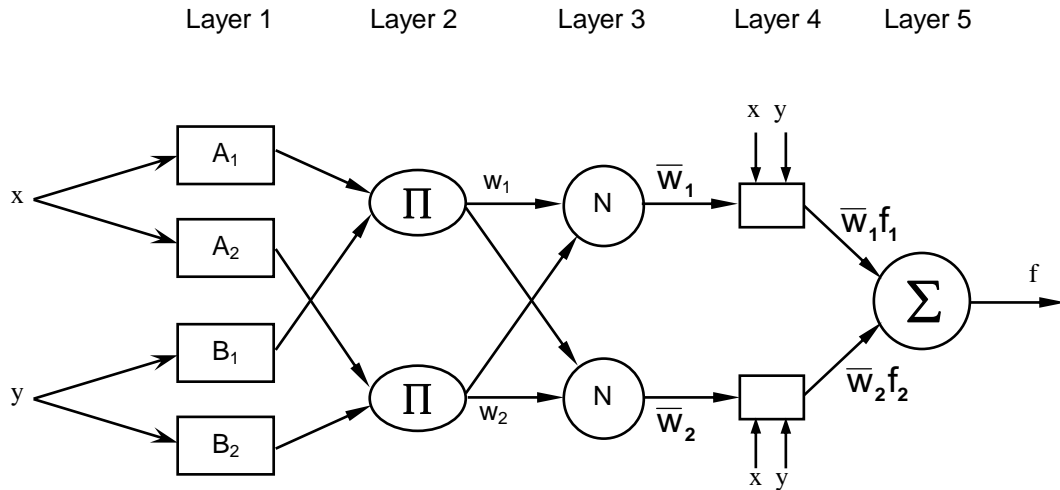 Layer 1 Layer 2 Layer 3 Layer 4 Layer 5
x y
A₁
w₁ w̅₁
x Π N
w̅₁f₁
A₂
f
Σ
B₁
w̅₂f₂
y Π N
w₂ w̅₂
B₂
x y